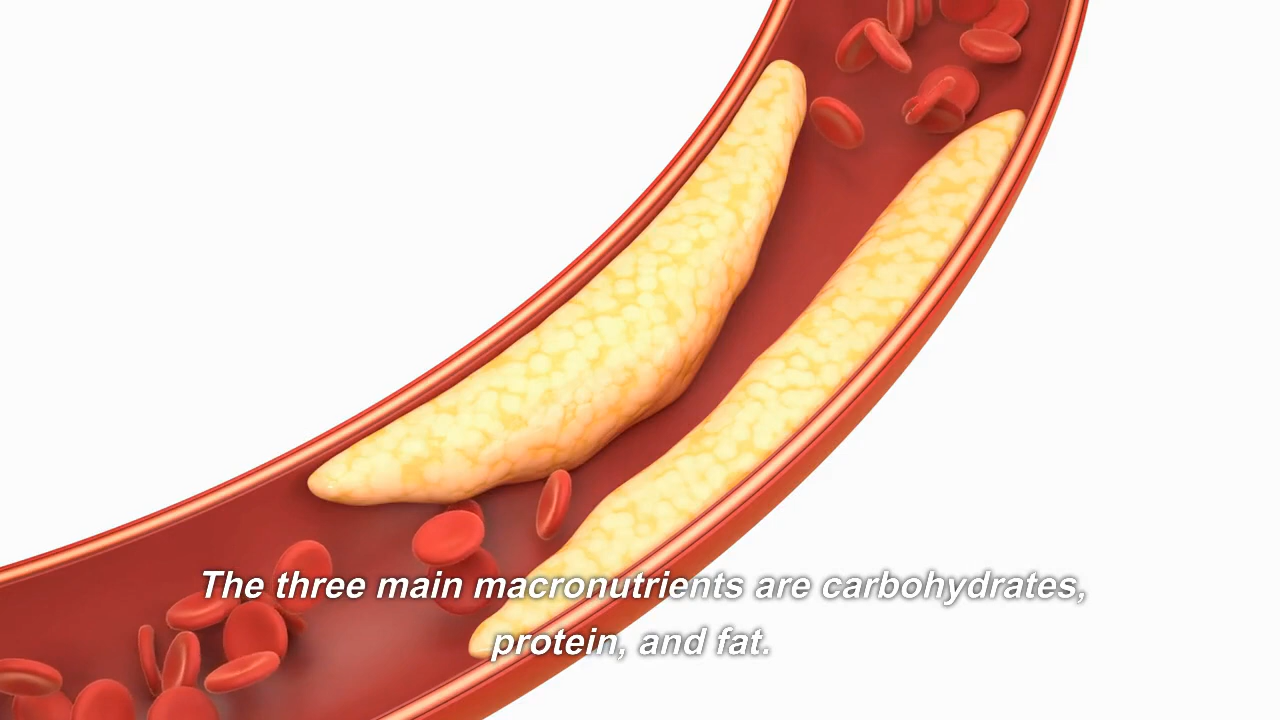 The three main macronutrients are carbohydrates,
protein, and fat.